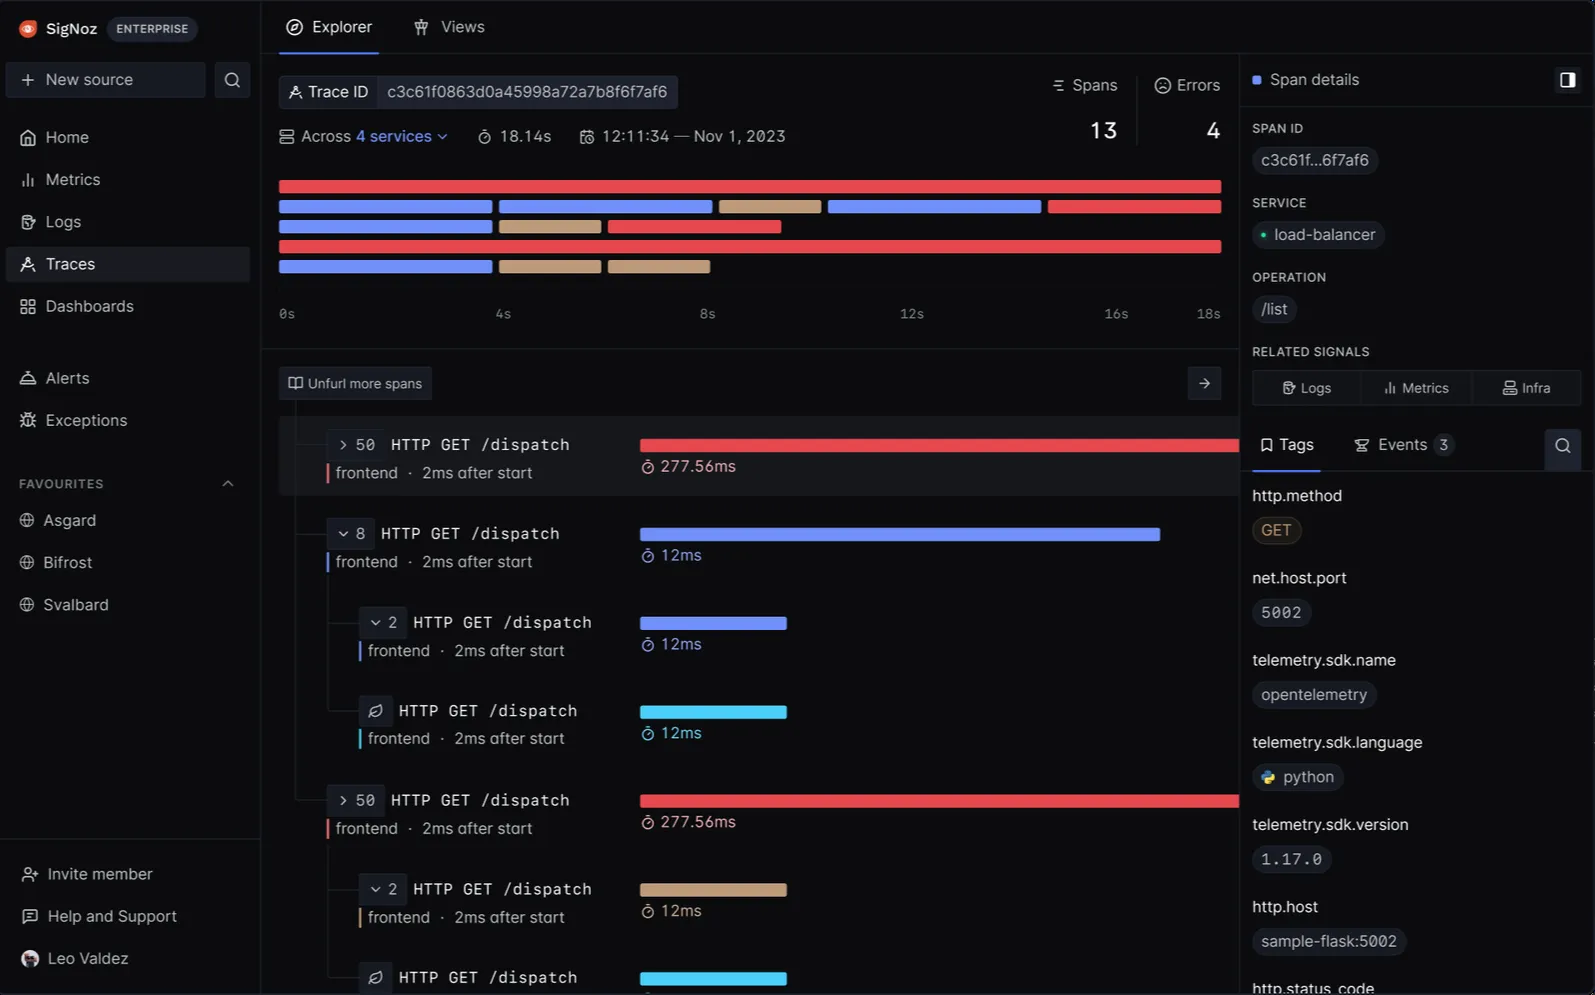 SigNoz ENTERPRISE
New source
Home
Metrics
Logs
Traces
Dashboards
Alerts
Exceptions
FAVOURITES
Asgard
Bifrost
Svalbard
Invite member
Help and Support
Leo Valdez
Explorer Views
Trace ID c3c61f0863d0a45998a72a7b8f6f7af6
Across 4 services 18.14s 12:11:34 — Nov 1, 2023
Spans Errors
13 4
0s 4s 8s 12s 16s 18s
Unfurl more spans
50 HTTP GET /dispatch
frontend · 2ms after start 277.56ms
8 HTTP GET /dispatch
frontend · 2ms after start 12ms
2 HTTP GET /dispatch
frontend · 2ms after start 12ms
HTTP GET /dispatch
frontend · 2ms after start 12ms
50 HTTP GET /dispatch
frontend · 2ms after start 277.56ms
2 HTTP GET /dispatch
frontend · 2ms after start 12ms
HTTP GET /dispatch
Span details
SPAN ID
c3c61f...6f7af6
SERVICE
load-balancer
OPERATION
/list
RELATED SIGNALS
Logs Metrics Infra
Tags Events 3
http.method
GET
net.host.port
5002
telemetry.sdk.name
opentelemetry
telemetry.sdk.language
python
telemetry.sdk.version
1.17.0
http.host
sample-flask:5002
http.status_code